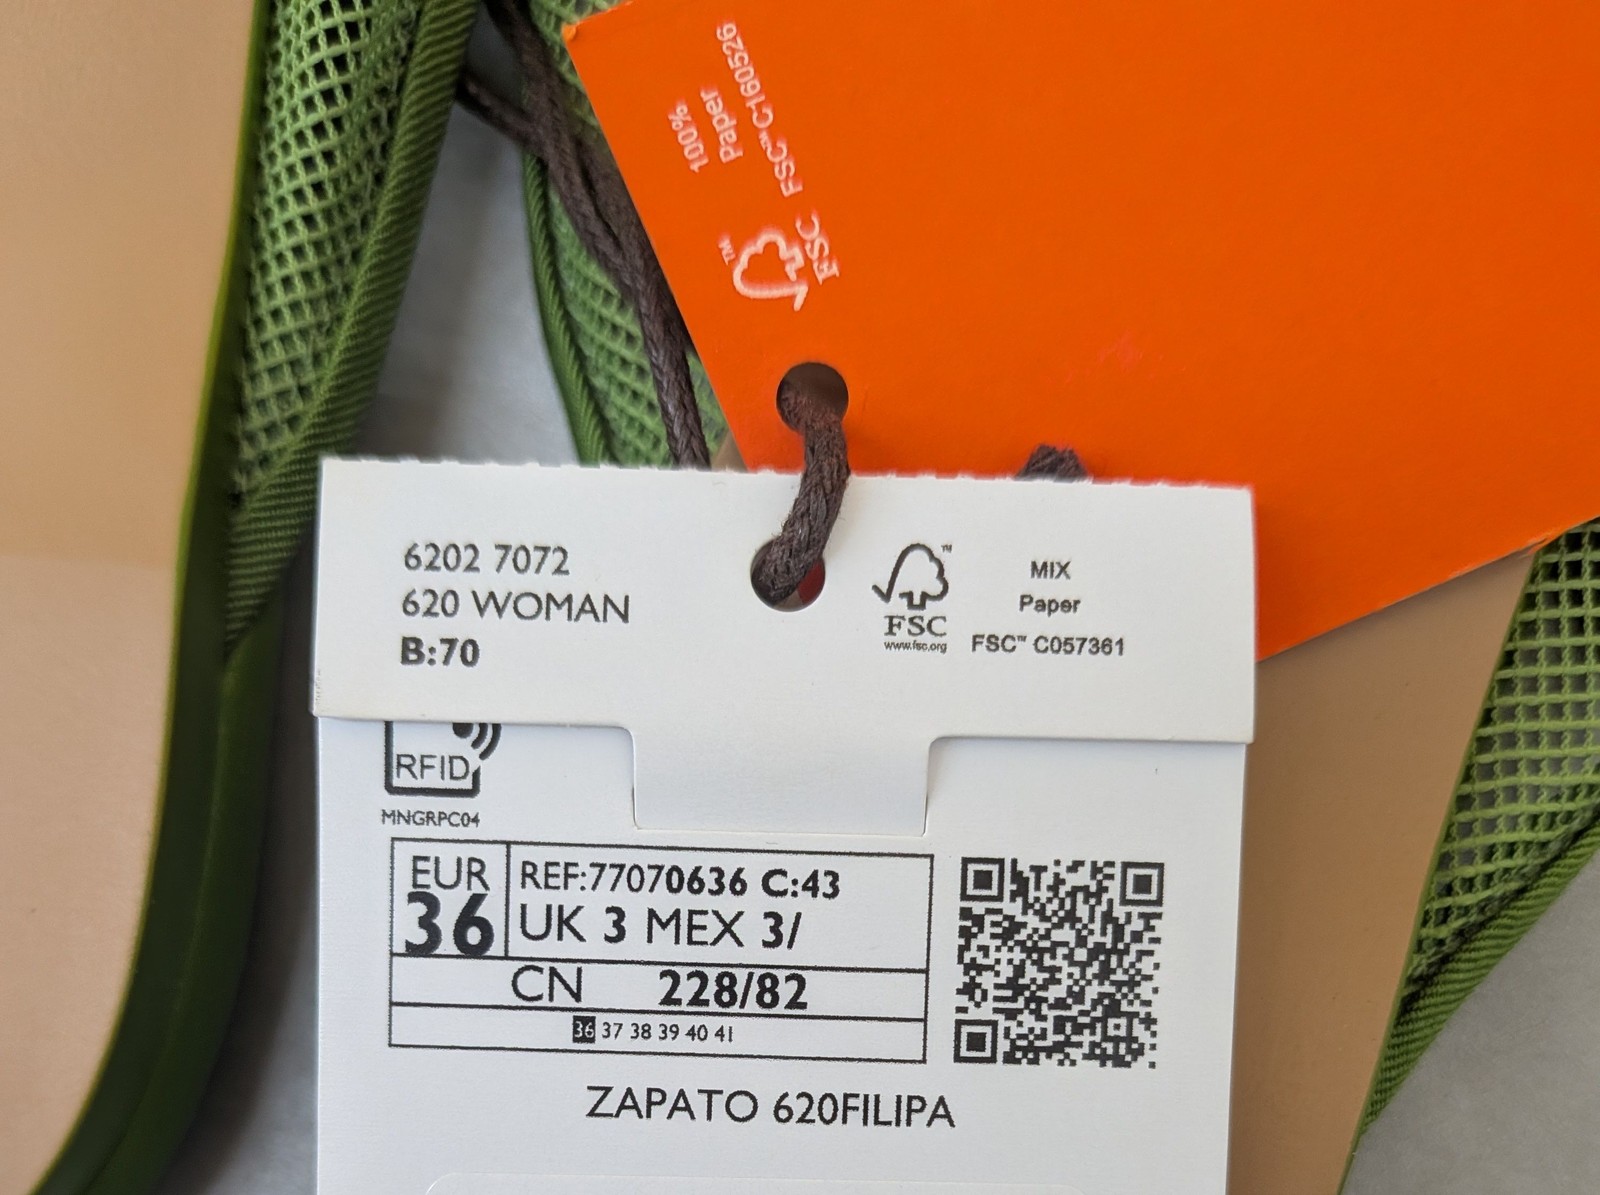 100%
Paper
FSC™ C160526
FSC
TM
6202 7072
620 WOMAN
B:70
TM
FSC
www.fsc.org
MIX
Paper
FSC™ C057361
RFID
MNGRPC04
EUR
36
REF:77070636 C:43
UK 3 MEX 3/
CN 228/82
36 37 38 39 40 41
ZAPATO 620FILIPA